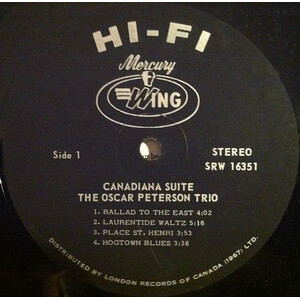 HI-FI
Mercury
WING
Side 1
STEREO
SRW 16351
CANADIANA SUITE
THE OSCAR PETERSON TRIO
1. BALLAD TO THE EAST 4:02
2. LAURENTIDE WALTZ 5:16
3. PLACE ST. HENRI 3:53
4. HOGTOWN BLUES 3:38
DISTRIBUTED BY LONDON RECORDS OF CANADA (1967) LTD.